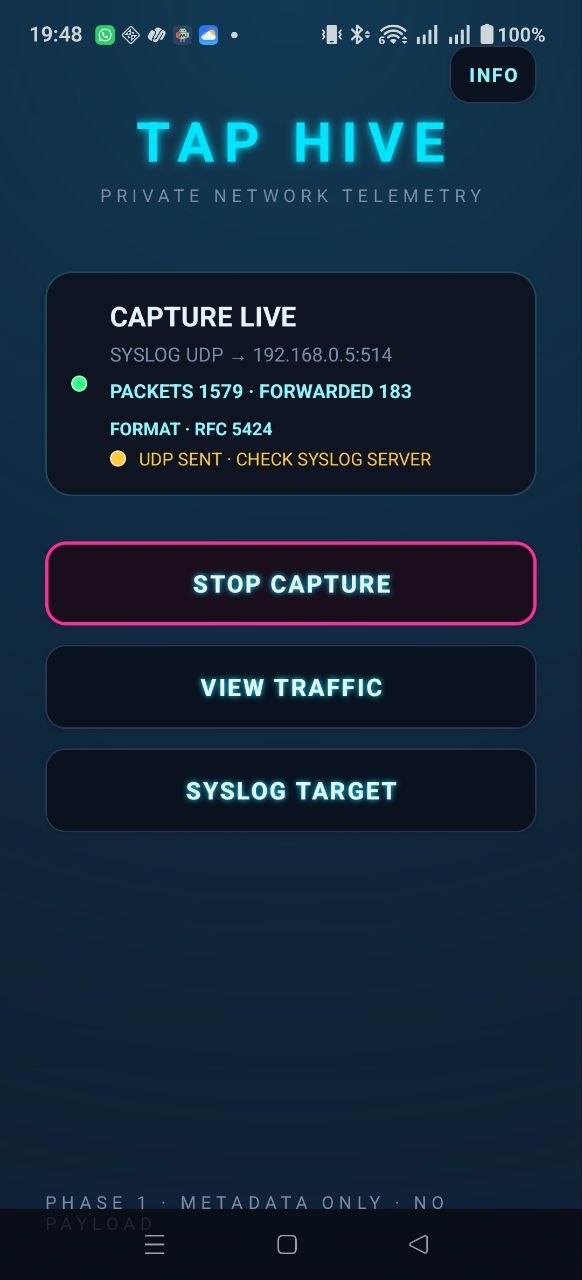 19:48
6
100%
INFO
TAP HIVE
PRIVATE NETWORK TELEMETRY
CAPTURE LIVE
SYSLOG UDP → 192.168.0.5:514
PACKETS 1579 · FORWARDED 183
FORMAT · RFC 5424
UDP SENT · CHECK SYSLOG SERVER
STOP CAPTURE
VIEW TRAFFIC
SYSLOG TARGET
PHASE 1 · METADATA ONLY · NO
PAYLOAD